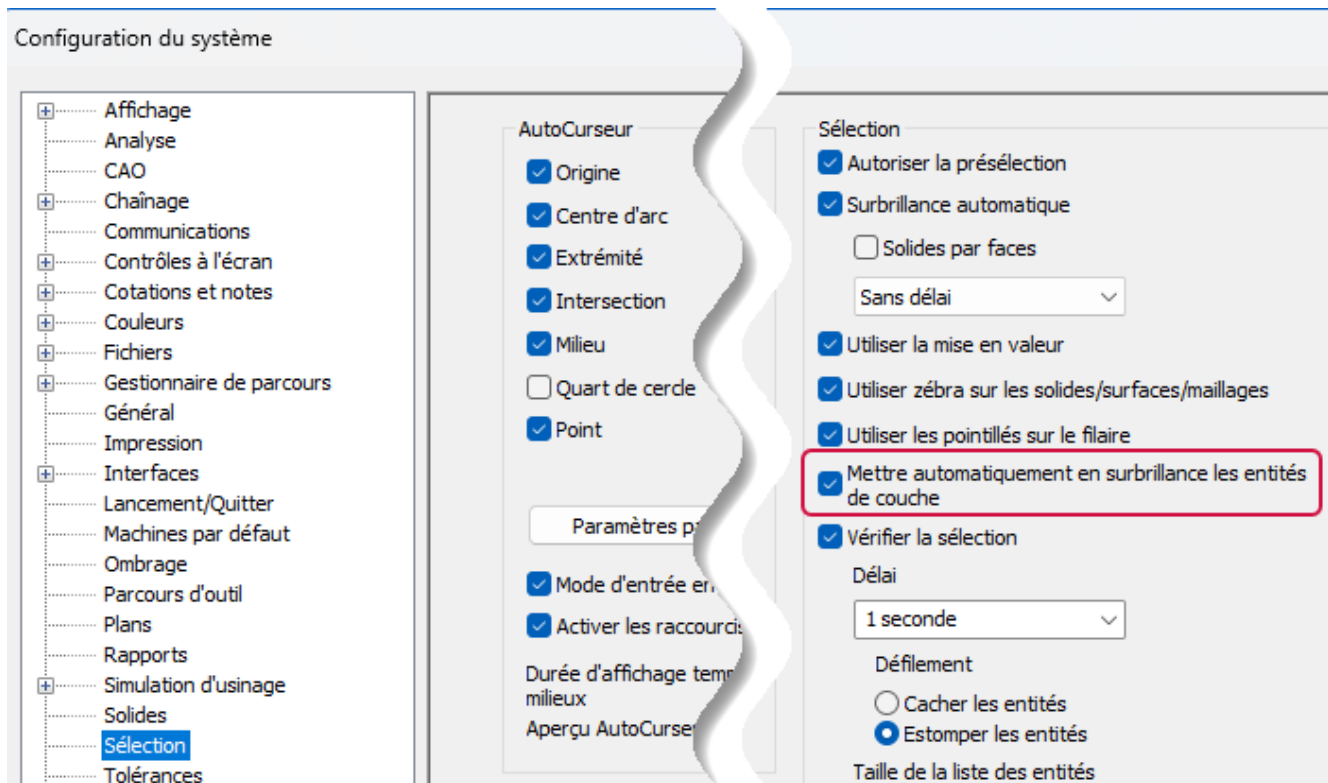 Configuration du système
Affichage
Analyse
CAO
Chaînage
Communications
Contrôles à l'écran
Cotations et notes
Couleurs
Fichiers
Gestionnaire de parcours
Général
Impression
Interfaces
Lancement/Quitter
Machines par défaut
Ombrage
Parcours d'outil
Plans
Rapports
Simulation d'usinage
Solides
Sélection
Tolérances
AutoCurseur
Origine
Centre d'arc
Extrémité
Intersection
Milieu
Quart de cercle
Point
Paramètres
Mode d'entrée
Activer les raccourcis
Durée d'affichage
milieux
Aperçu
Sélection
Autoriser la présélection
Surbrillance automatique
Solides par faces
Sans délai
Utiliser la mise en valeur
Utiliser zébra sur les solides/surfaces/maillages
Utiliser les pointillés sur le filaire
Mettre automatiquement en surbrillance les entités
de couche
Vérifier la sélection
Délai
1 seconde
Défilement
Cacher les entités
Estomper les entités
Taille de la liste des entités